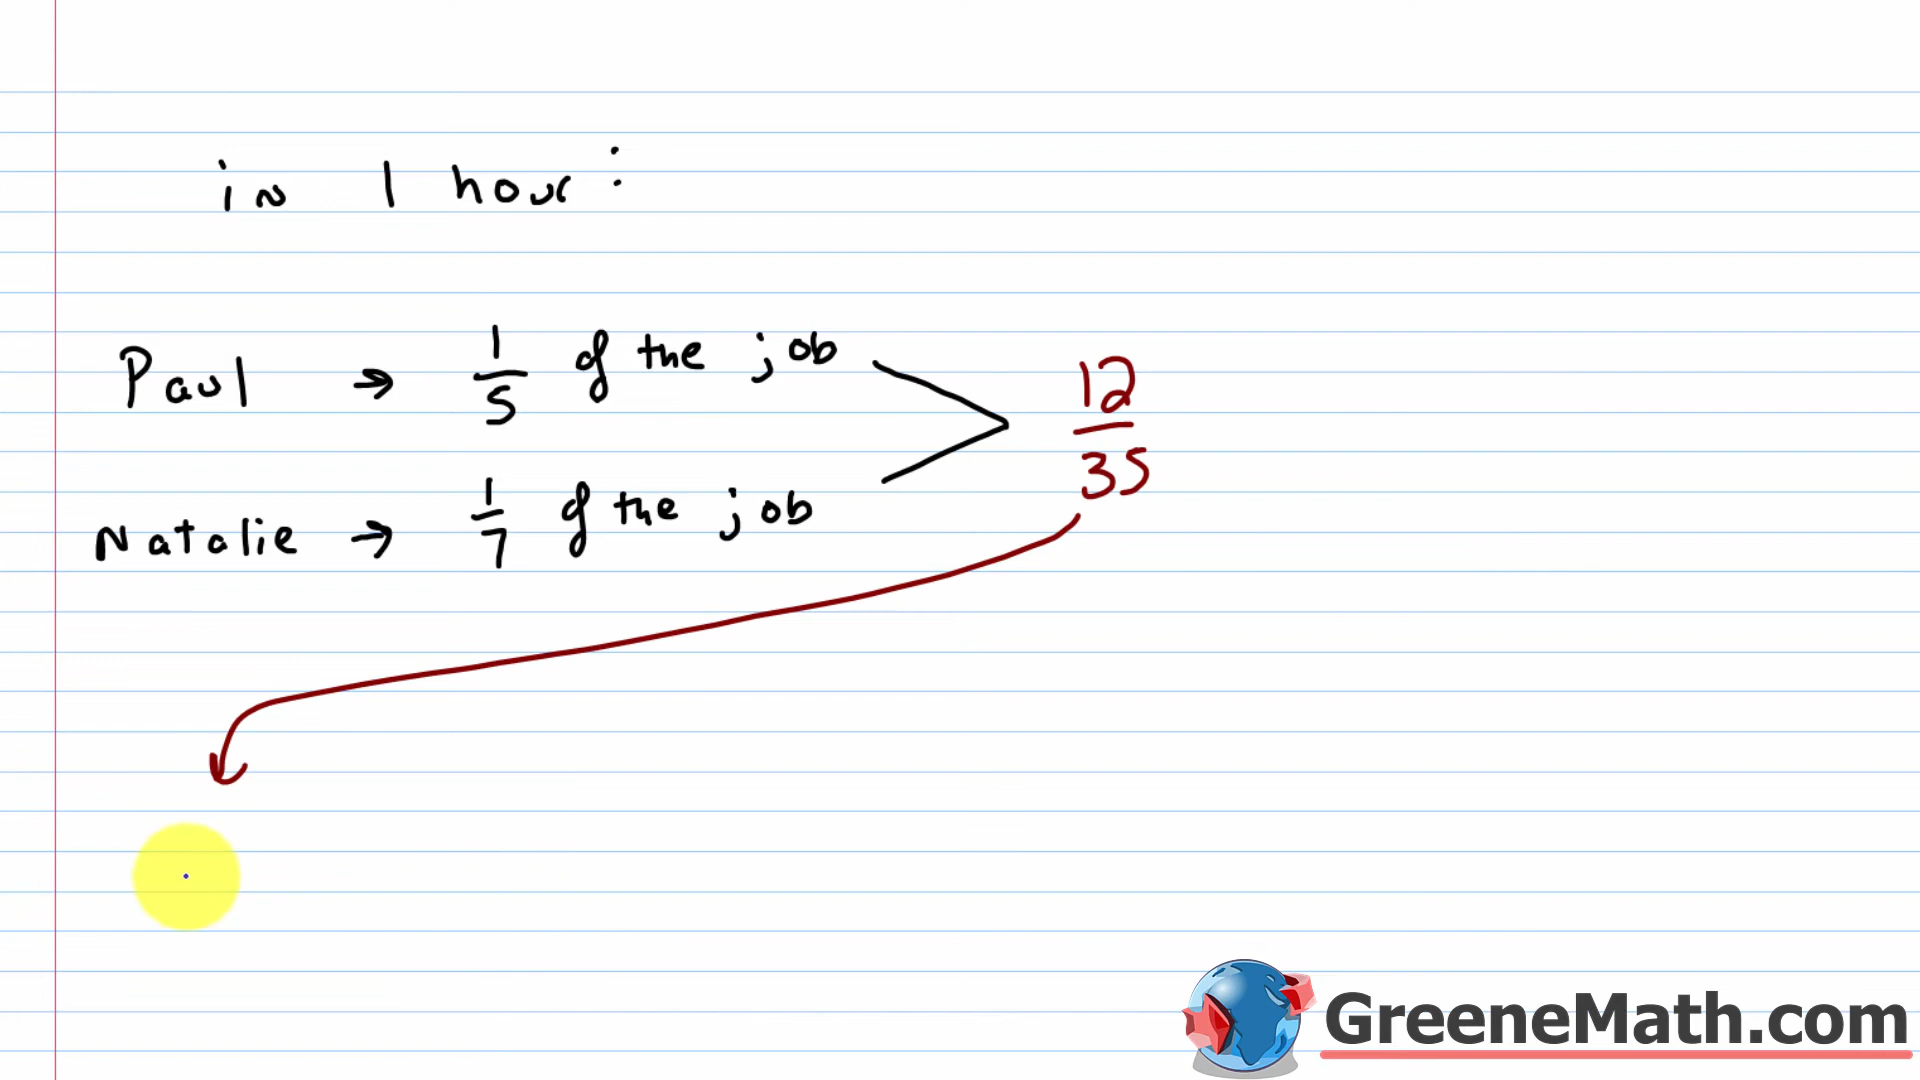 in 1 hour:
Paul → 1/5 of the job
12/35
Natalie → 1/7 of the job
GreeneMath.com